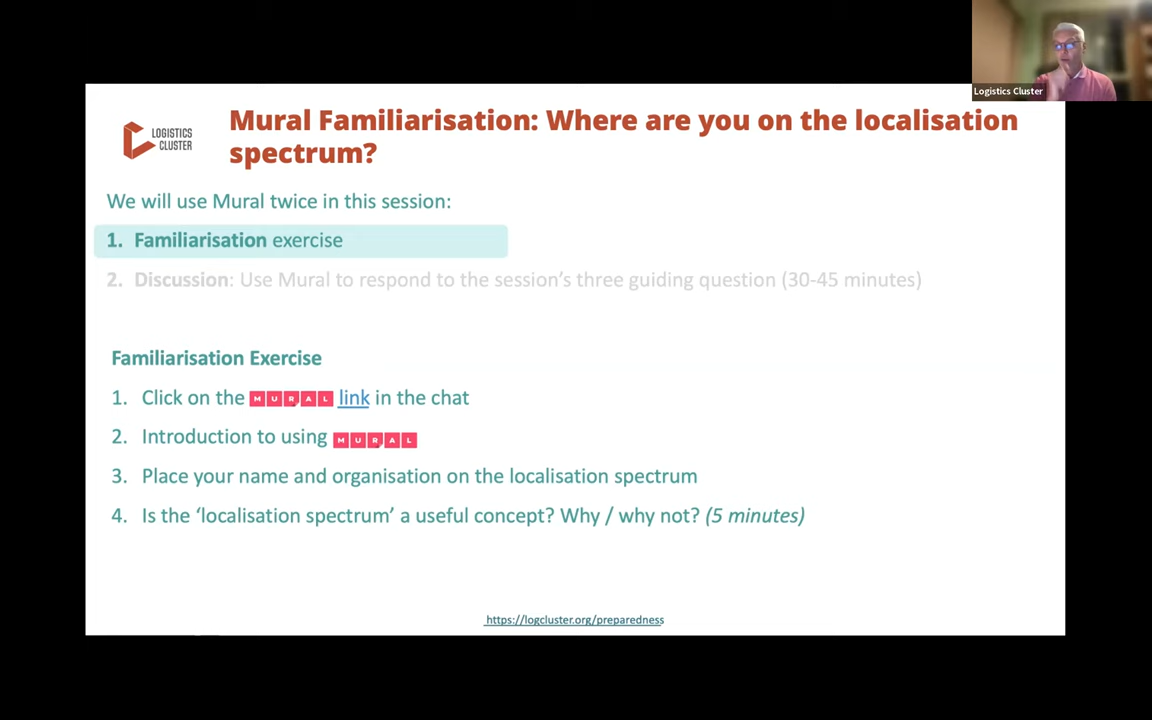 Logistics Cluster
LOGISTICS
CLUSTER
Mural Familiarisation: Where are you on the localisation
spectrum?
We will use Mural twice in this session:
1. Familiarisation exercise
2. Discussion: Use Mural to respond to the session's three guiding question (30-45 minutes)
Familiarisation Exercise
1. Click on the MURAL link in the chat
2. Introduction to using MURAL
3. Place your name and organisation on the localisation spectrum
4. Is the 'localisation spectrum' a useful concept? Why / why not? (5 minutes)
https://logcluster.org/preparedness